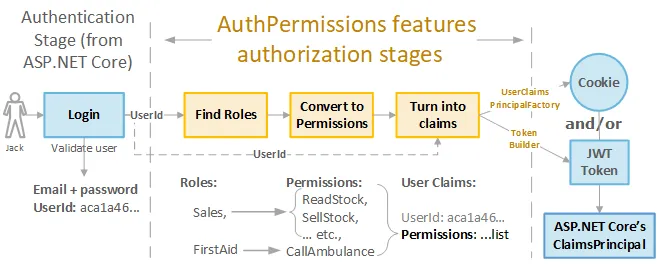 Authentication
Stage (from
ASP.NET Core)
AuthPermissions features
authorization stages
Jack
Login
Validate user
Email + password
UserId: aca1a46...
UserId
Find Roles
Convert to
Permissions
Turn into
claims
UserId
UserClaims
PrincipalFactory
Token
Builder
Cookie
and/or
JWT
Token
ASP.NET Core's
ClaimsPrincipal
Roles:
Sales,
FirstAid
Permissions:
ReadStock,
SellStock,
... etc.,
CallAmbulance
User Claims:
UserId: aca1a46...
Permissions: ...list